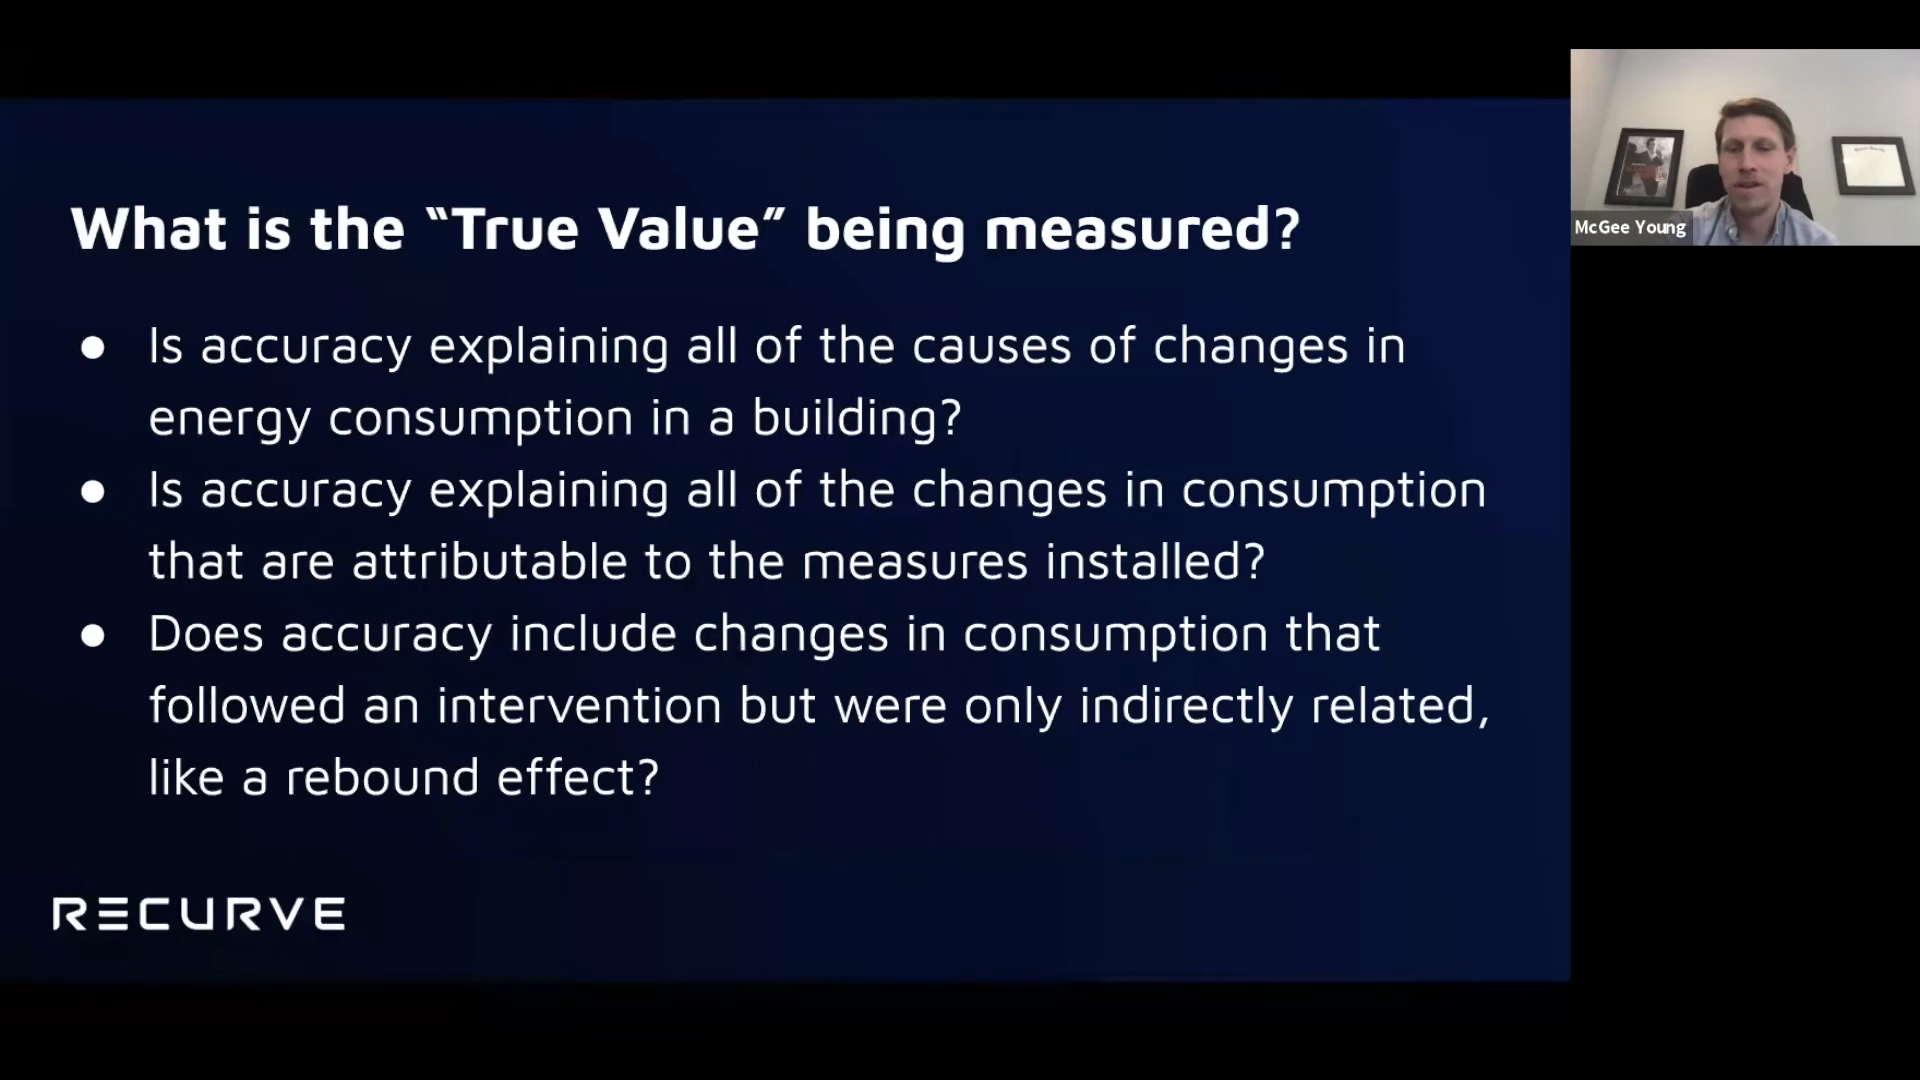 What is the “True Value” being measured?
● Is accuracy explaining all of the causes of changes in
energy consumption in a building?
● Is accuracy explaining all of the changes in consumption
that are attributable to the measures installed?
● Does accuracy include changes in consumption that
followed an intervention but were only indirectly related,
like a rebound effect?
RECURVE
McGee Young